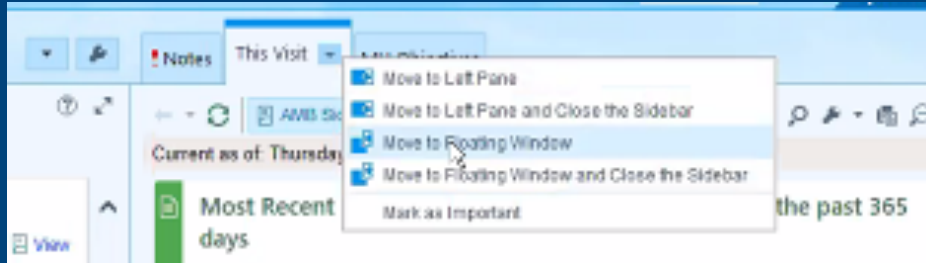 Notes
This Visit
Move to Left Pane
Move to Left Pane and Close the Sidebar
AMB
Move to Floating Window
Current as of: Thursday
Move to Floating Window and Close the Sidebar
Most Recent
the past 365
Mark as Important
days
View